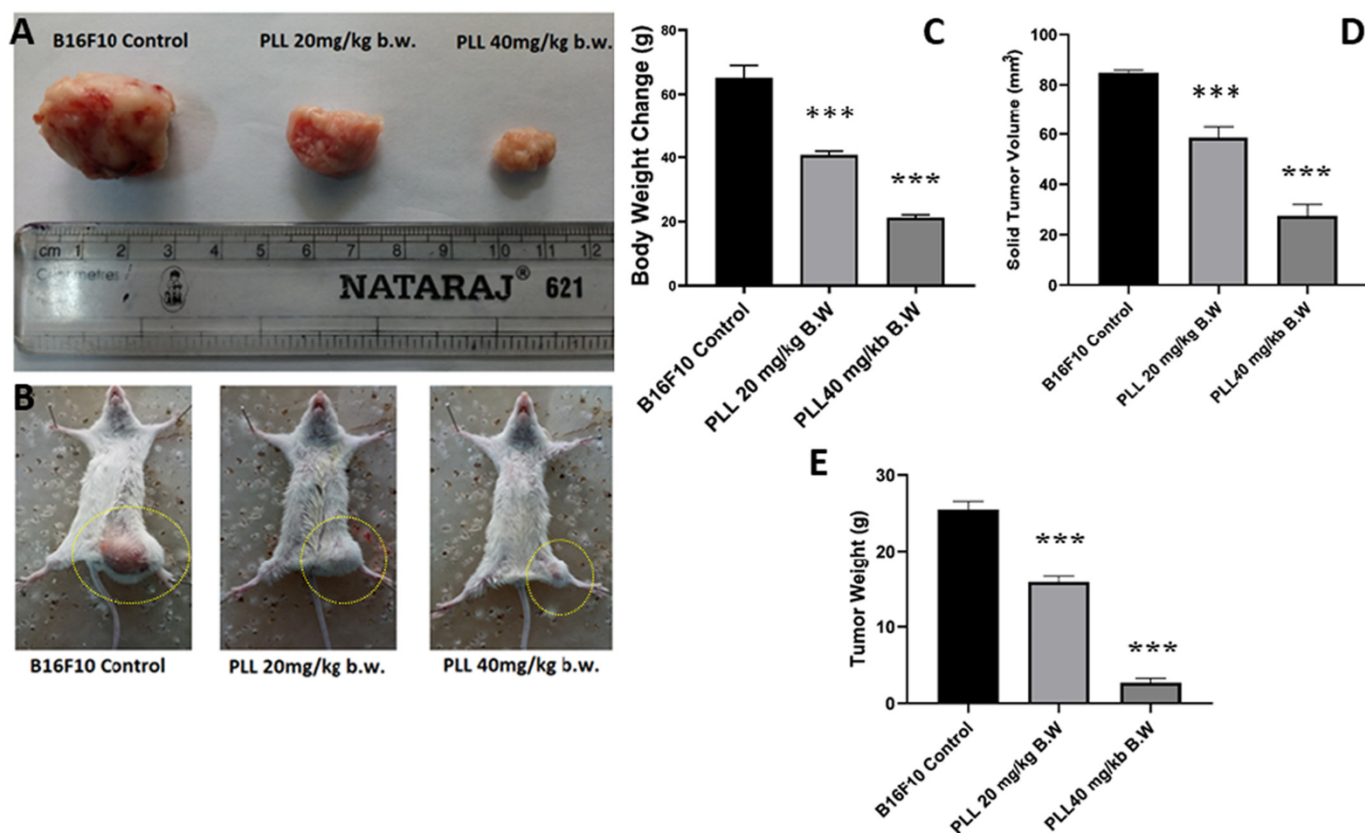 A
B16F10 Control
PLL 20mg/kg b.w.
PLL 40mg/kg b.w.
cm 1 2 3 4 5 6 7 8 9 10 11 12
Centimetres
NATARAJ® 621
B
B16F10 Control
PLL 20mg/kg b.w.
PLL 40mg/kg b.w.
C
Body Weight Change (g)
80
60
40
20
0
***
***
B16F10 Control
PLL 20 mg/kg B.W
PLL40 mg/kb B.W
D
Solid Tumor Volume (mm³)
100
80
60
40
20
0
***
***
B16F10 Control
PLL 20 mg/kg B.W
PLL40 mg/kb B.W
E
Tumor Weight (g)
30
20
10
0
***
***
B16F10 Control
PLL 20 mg/kg B.W
PLL40 mg/kb B.W